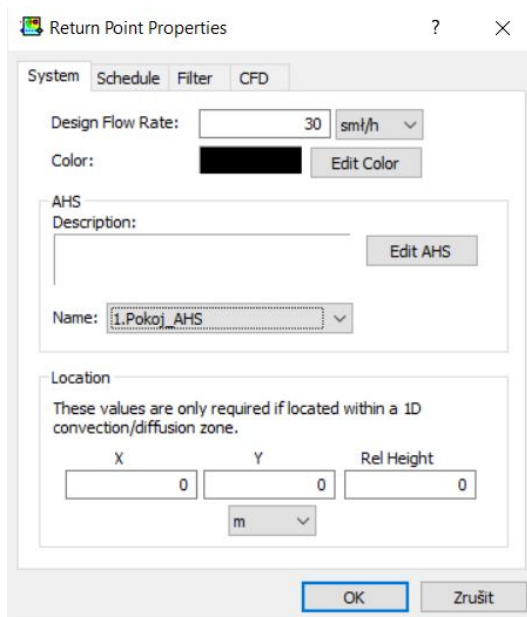 Return Point Properties ? ×
System Schedule Filter CFD
Design Flow Rate: 30 smł/h
Color: Edit Color
AHS
Description:
Edit AHS
Name: 1.Pokoj_AHS
Location
These values are only required if located within a 1D
convection/diffusion zone.
X Y Rel Height
0 0 0
m
OK Zrušit